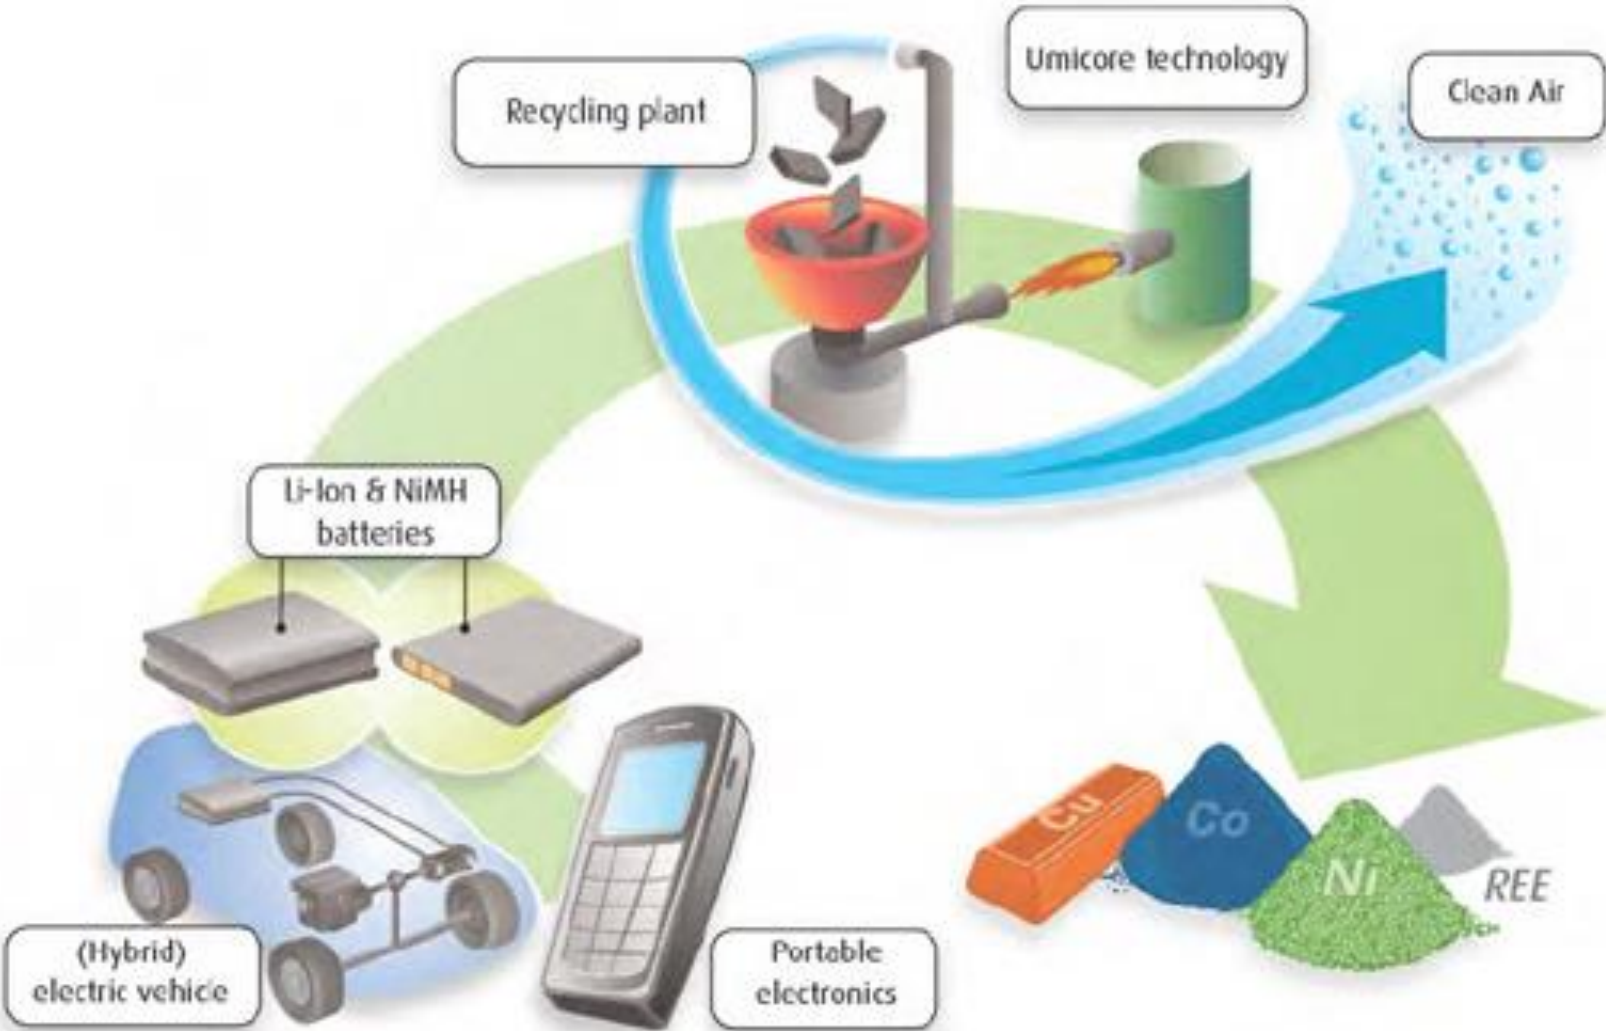 Recycling plant
Umicore technology
Clean Air
Li-Ion & NiMH
batteries
(Hybrid)
electric vehicle
Portable
electronics
Cu
Co
Ni
REE